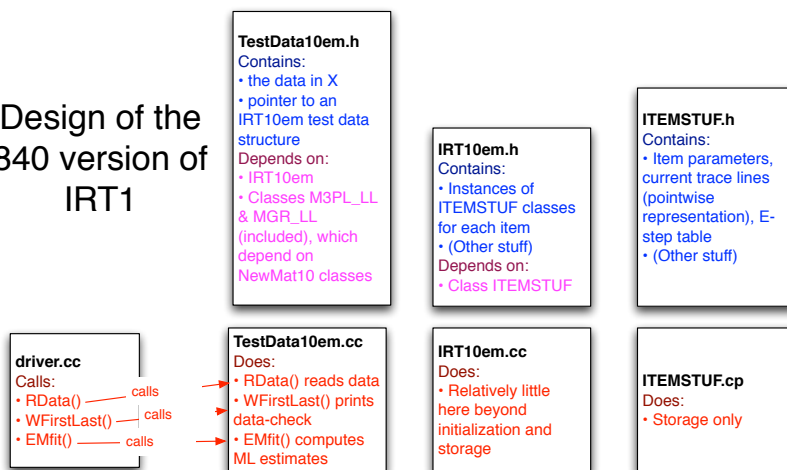 Design of the
840 version of
IRT1
TestData10em.h
Contains:
• the data in X
• pointer to an
IRT10em test data
structure
Depends on:
• IRT10em
• Classes M3PL_LL
& MGR_LL
(included), which
depend on
NewMat10 classes
IRT10em.h
Contains:
• Instances of
ITEMSTUF classes
for each item
• (Other stuff)
Depends on:
• Class ITEMSTUF
ITEMSTUF.h
Contains:
• Item parameters,
current trace lines
(pointwise
representation), E-
step table
• (Other stuff)
driver.cc
Calls:
• RData()
• WFirstLast()
• EMfit()
calls
calls
calls
TestData10em.cc
Does:
• RData() reads data
• WFirstLast() prints
data-check
• EMfit() computes
ML estimates
IRT10em.cc
Does:
• Relatively little
here beyond
initialization and
storage
ITEMSTUF.cp
Does:
• Storage only